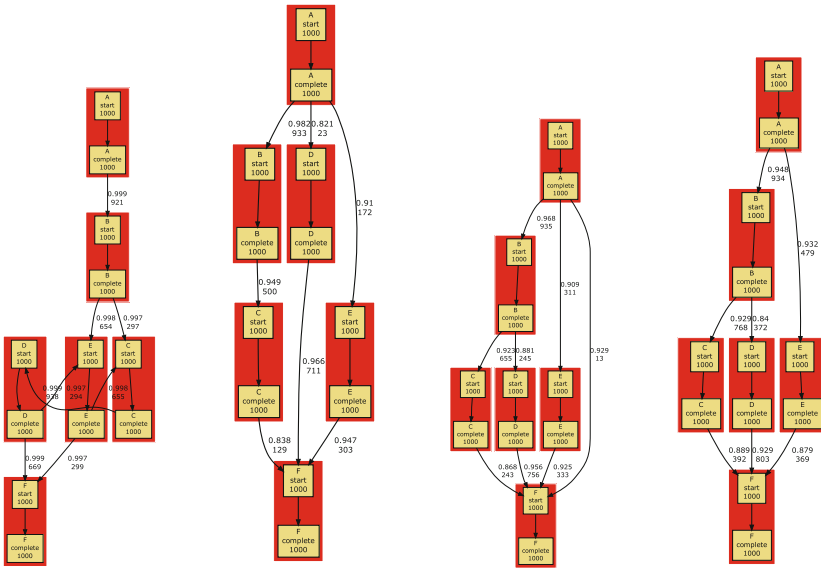 A
start
1000
A
complete
1000
0.999
921
B
start
1000
B
complete
1000
0.998
654
0.997
297
D
start
1000
E
start
1000
C
start
1000
0.999
938
0.997
294
0.998
655
D
complete
1000
E
complete
1000
C
complete
1000
0.999
669
0.997
299
F
start
1000
F
complete
1000
A
start
1000
A
complete
1000
0.982
933
0.821
23
0.91
172
B
start
1000
D
start
1000
B
complete
1000
D
complete
1000
0.949
500
C
start
1000
E
start
1000
0.966
711
C
complete
1000
E
complete
1000
0.838
129
0.947
303
F
start
1000
F
complete
1000
A
start
1000
A
complete
1000
0.968
935
B
start
1000
0.909
311
B
complete
1000
0.923
655
0.881
245
0.929
13
C
start
1000
D
start
1000
E
start
1000
C
complete
1000
D
complete
1000
E
complete
1000
0.868
243
0.956
756
0.925
333
F
start
1000
F
complete
1000
A
start
1000
A
complete
1000
0.948
934
B
start
1000
0.932
479
B
complete
1000
0.929
768
0.84
372
C
start
1000
D
start
1000
E
start
1000
C
complete
1000
D
complete
1000
E
complete
1000
0.889
392
0.929
803
0.879
369
F
start
1000
F
complete
1000